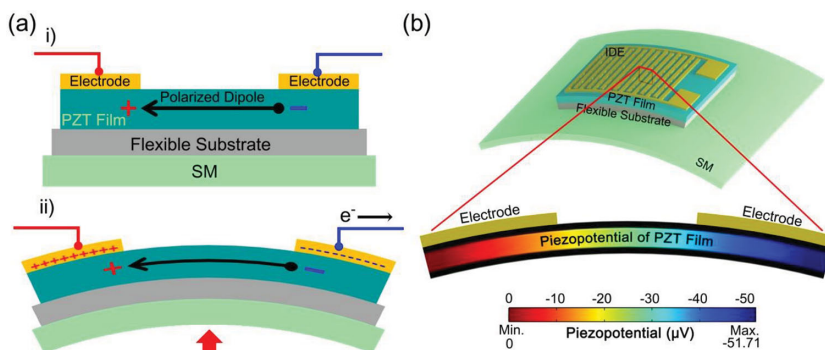 (a)
i)
Electrode
Electrode
Polarized Dipole
+
−
PZT Film
Flexible Substrate
SM
ii)
e⁻
+++++++++
--------
+
−
(b)
IDE
PZT Film
Flexible Substrate
SM
Electrode
Electrode
Piezopotential of PZT Film
0 -10 -20 -30 -40 -50
Min. Piezopotential (µV) Max.
0 -51.71